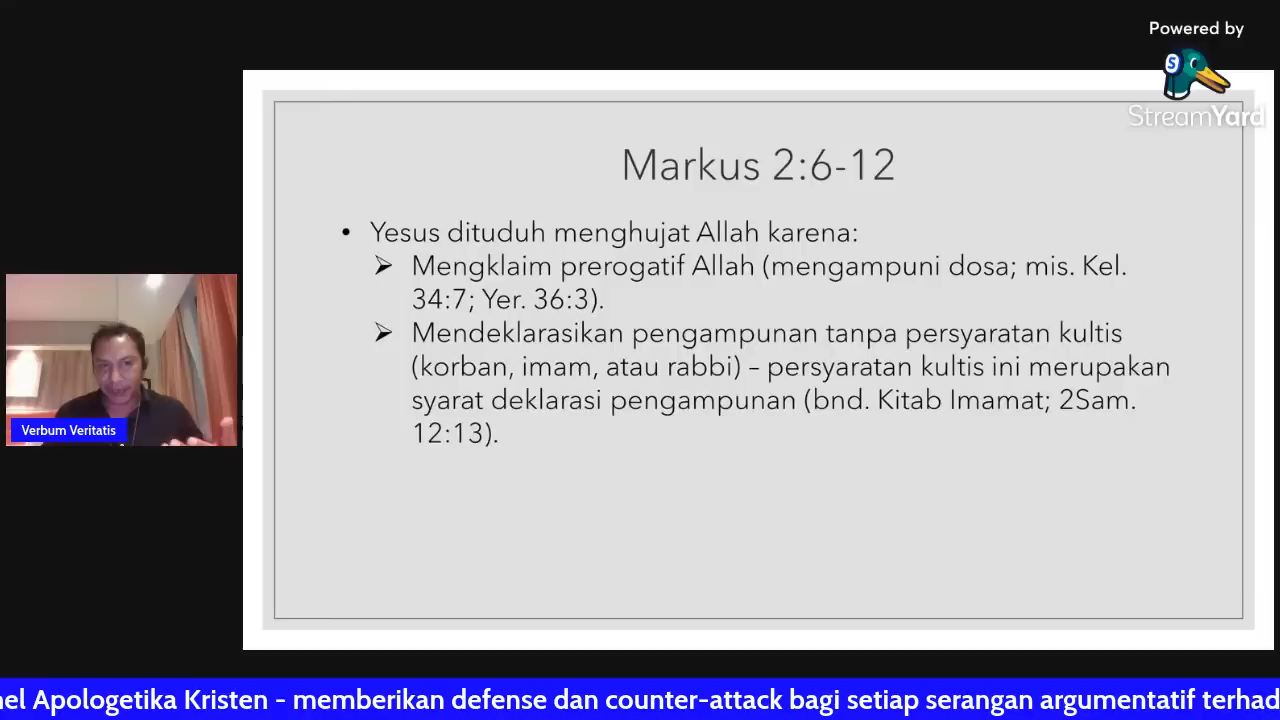 Powered by
S
StreamYard
Markus 2:6-12
• Yesus dituduh menghujat Allah karena:
➢ Mengklaim prerogatif Allah (mengampuni dosa; mis. Kel.
34:7; Yer. 36:3).
➢ Mendeklarasikan pengampunan tanpa persyaratan kultis
(korban, imam, atau rabbi) – persyaratan kultis ini merupakan
syarat deklarasi pengampunan (bnd. Kitab Imamat; 2Sam.
12:13).
Verbum Veritatis
nel Apologetika Kristen - memberikan defense dan counter-attack bagi setiap serangan argumentatif terhad